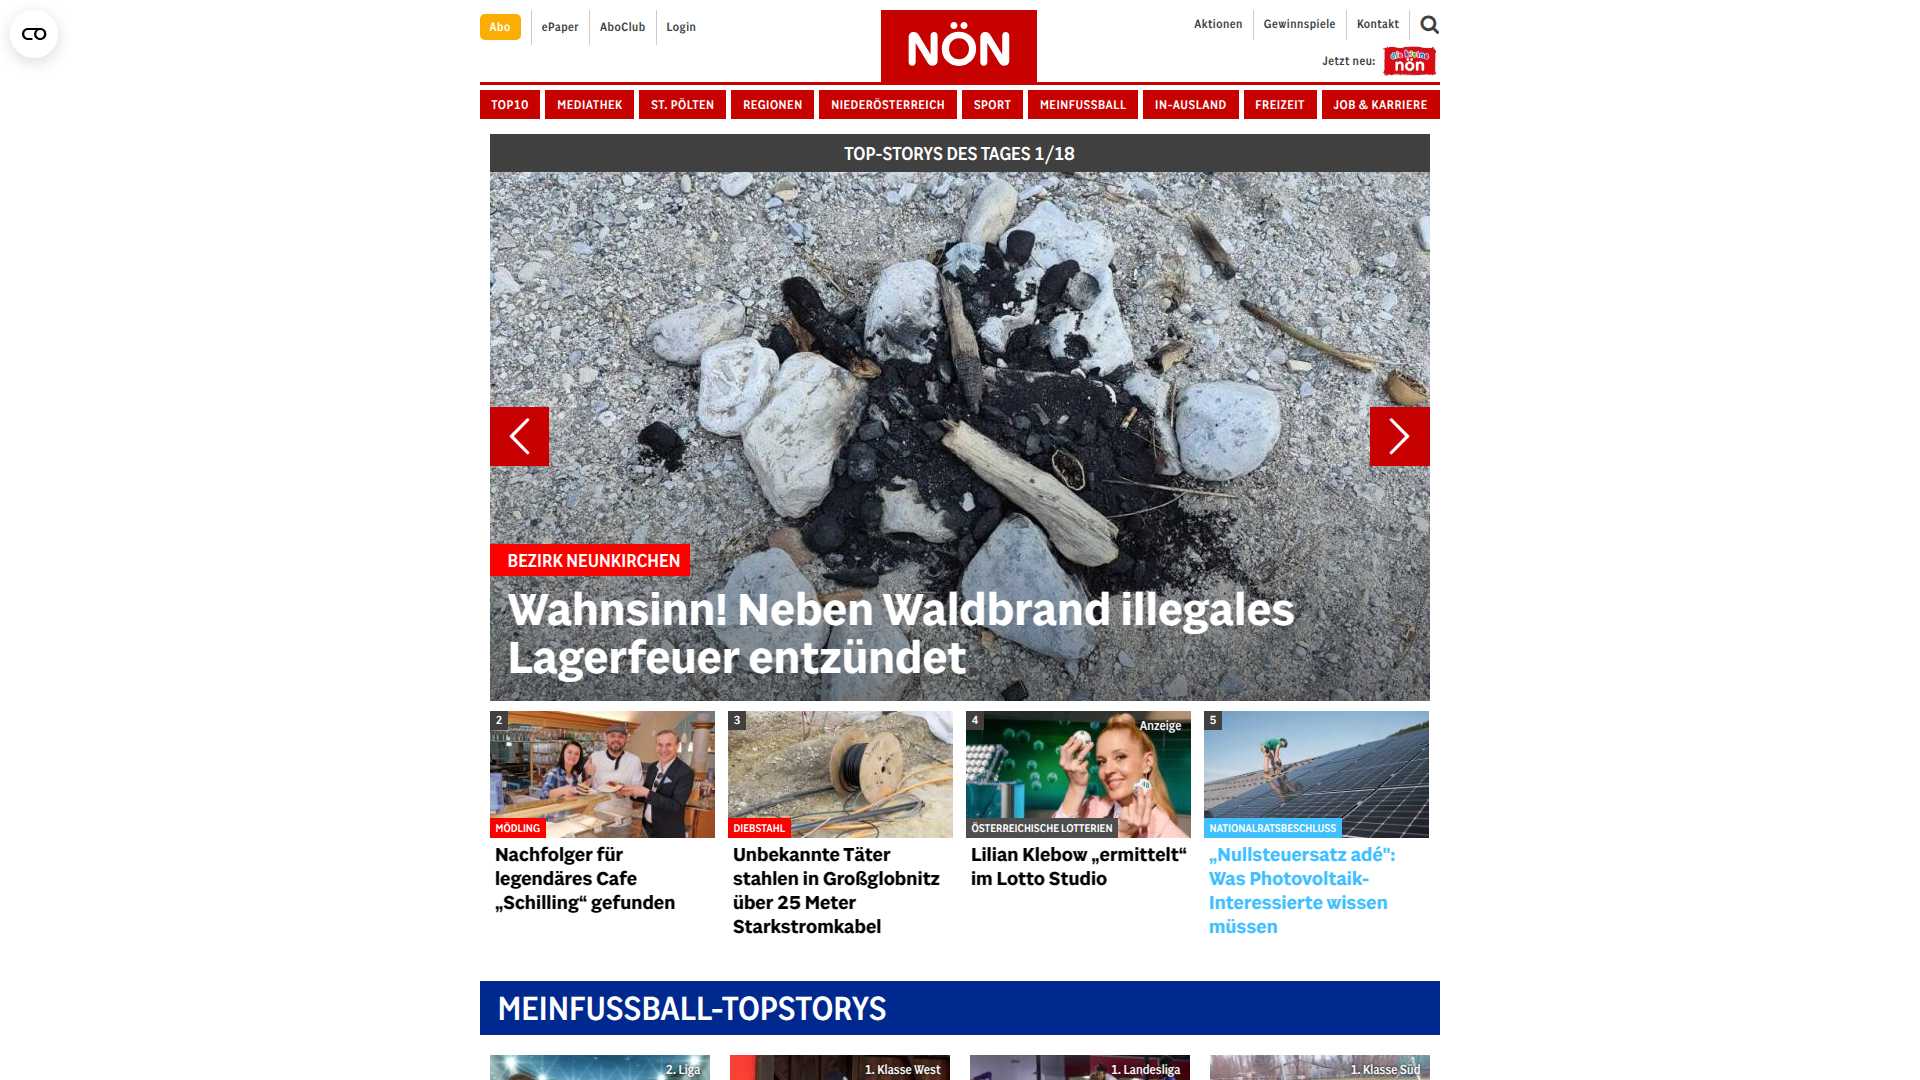 Abo
ePaper
AboClub
Login
NÖN
Aktionen
Gewinnspiele
Kontakt
Jetzt neu:
die kleine
nön
TOP10
MEDIATHEK
ST. PÖLTEN
REGIONEN
NIEDERÖSTERREICH
SPORT
MEINFUSSBALL
IN-AUSLAND
FREIZEIT
JOB & KARRIERE
TOP-STORYS DES TAGES 1/18
BEZIRK NEUNKIRCHEN
Wahnsinn! Neben Waldbrand illegales
Lagerfeuer entzündet
2
MÖDLING
Nachfolger für
legendäres Cafe
„Schilling“ gefunden
3
DIEBSTAHL
Unbekannte Täter
stahlen in Großglobnitz
über 25 Meter
Starkstromkabel
4
Anzeige
ÖSTERREICHISCHE LOTTERIEN
Lilian Klebow „ermittelt“
im Lotto Studio
5
NATIONALRATSBESCHLUSS
„Nullsteuersatz adé":
Was Photovoltaik-
Interessierte wissen
müssen
MEINFUSSBALL-TOPSTORYS
2. Liga
1. Klasse West
1. Landesliga
1. Klasse Süd